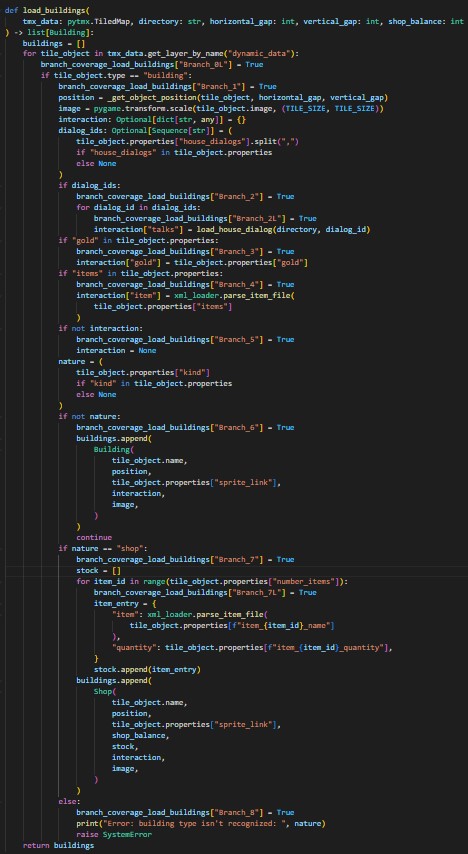 def load_buildings(
    tmx_data: pytmx.TiledMap, directory: str, horizontal_gap: int, vertical_gap: int, shop_balance: int
) -> list[Building]:
    buildings = []
    for tile_object in tmx_data.get_layer_by_name("dynamic_data"):
        branch_coverage_load_buildings["Branch_0L"] = True
        if tile_object.type == "building":
            branch_coverage_load_buildings["Branch_1"] = True
            position = _get_object_position(tile_object, horizontal_gap, vertical_gap)
            image = pygame.transform.scale(tile_object.image, (TILE_SIZE, TILE_SIZE))
            interaction: Optional[dict[str, any]] = {}
            dialog_ids: Optional[Sequence[str]] = (
                tile_object.properties["house_dialogs"].split(",")
                if "house_dialogs" in tile_object.properties
                else None
            )
            if dialog_ids:
                branch_coverage_load_buildings["Branch_2"] = True
                for dialog_id in dialog_ids:
                    branch_coverage_load_buildings["Branch_2L"] = True
                    interaction["talks"] = load_house_dialog(directory, dialog_id)
            if "gold" in tile_object.properties:
                branch_coverage_load_buildings["Branch_3"] = True
                interaction["gold"] = tile_object.properties["gold"]
            if "items" in tile_object.properties:
                branch_coverage_load_buildings["Branch_4"] = True
                interaction["item"] = xml_loader.parse_item_file(
                    tile_object.properties["items"]
                )
            if not interaction:
                branch_coverage_load_buildings["Branch_5"] = True
                interaction = None
            nature = (
                tile_object.properties["kind"]
                if "kind" in tile_object.properties
                else None
            )
            if not nature:
                branch_coverage_load_buildings["Branch_6"] = True
                buildings.append(
                    Building(
                        tile_object.name,
                        position,
                        tile_object.properties["sprite_link"],
                        interaction,
                        image,
                    )
                )
                continue
            if nature == "shop":
                branch_coverage_load_buildings["Branch_7"] = True
                stock = []
                for item_id in range(tile_object.properties["number_items"]):
                    branch_coverage_load_buildings["Branch_7L"] = True
                    item_entry = {
                        "item": xml_loader.parse_item_file(
                            tile_object.properties[f"item_{item_id}_name"]
                        ),
                        "quantity": tile_object.properties[f"item_{item_id}_quantity"],
                    }
                    stock.append(item_entry)
                buildings.append(
                    Shop(
                        tile_object.name,
                        position,
                        tile_object.properties["sprite_link"],
                        shop_balance,
                        stock,
                        interaction,
                        image,
                    )
                )
            else:
                branch_coverage_load_buildings["Branch_8"] = True
                print("Error: building type isn't recognized: ", nature)
                raise SystemError
    return buildings